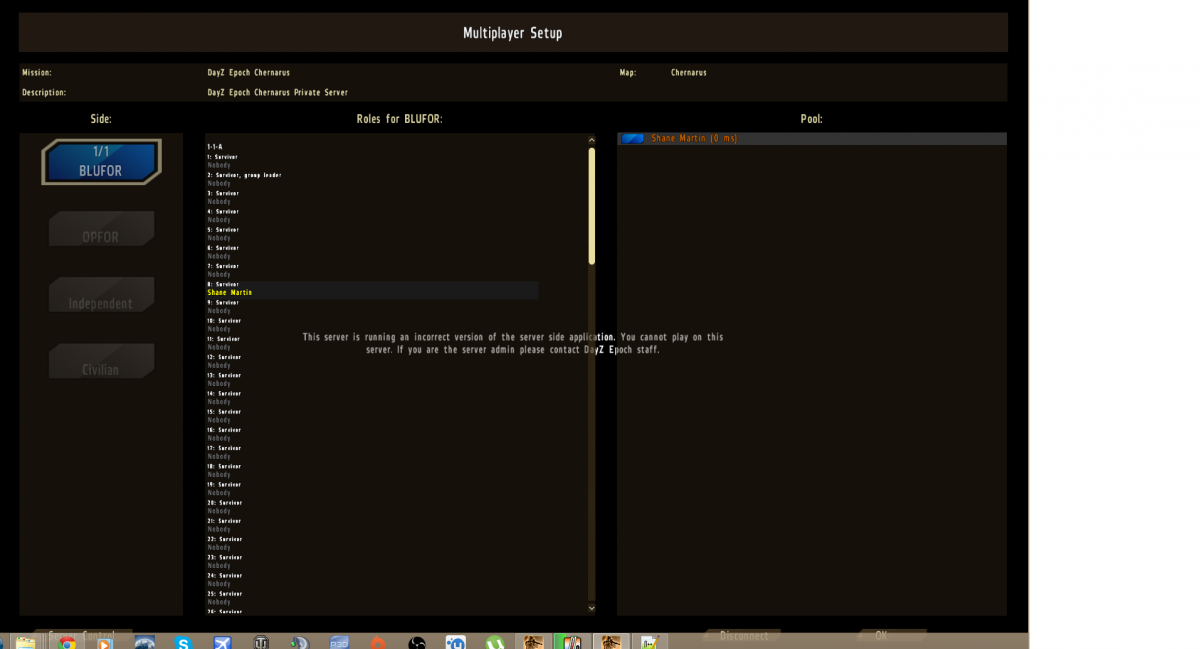 Multiplayer Setup
Mission: DayZ Epoch Chernarus Map: Chernarus
Description: DayZ Epoch Chernarus Private Server
Side: Roles for BLUFOR: Pool:
1/1
BLUFOR
OPFOR
Independent
Civilian
1-1-A
1: Survivor
Nobody
2: Survivor, group leader
Nobody
3: Survivor
Nobody
4: Survivor
Nobody
5: Survivor
Nobody
6: Survivor
Nobody
7: Survivor
Nobody
8: Survivor
Shane Martin
9: Survivor
Nobody
10: Survivor
Nobody
11: Survivor
Nobody
12: Survivor
Nobody
13: Survivor
Nobody
14: Survivor
Nobody
15: Survivor
Nobody
16: Survivor
Nobody
17: Survivor
Nobody
18: Survivor
Nobody
19: Survivor
Nobody
20: Survivor
Nobody
21: Survivor
Nobody
22: Survivor
Nobody
23: Survivor
Nobody
24: Survivor
Nobody
25: Survivor
Nobody
26: Survivor
Shane Martin (0 ms)
This server is running an incorrect version of the server side application. You cannot play on this
server. If you are the server admin please contact DayZ Epoch staff.
Control
Disconnect
OK